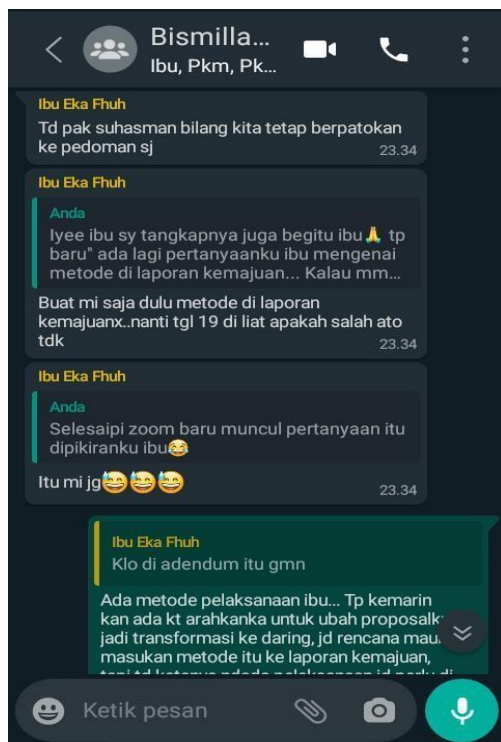 Bismilla...
Ibu, Pkm, Pk...
Ibu Eka Fhuh
Td pak suhasman bilang kita tetap berpatokan
ke pedoman sj
23.34
Ibu Eka Fhuh
Anda
Iyee ibu sy tangkapnya juga begitu ibu🙏 tp
baru" ada lagi pertanyaanku ibu mengenai
metode di laporan kemajuan... Kalau mm...
Buat mi saja dulu metode di laporan
kemajuanx..nanti tgl 19 di liat apakah salah ato
tdk
23.34
Ibu Eka Fhuh
Anda
Selesaipi zoom baru muncul pertanyaan itu
dipikiranku ibu😂
Itu mi jg😅😅😅
23.34
Ibu Eka Fhuh
Klo di adendum itu gmn
Ada metode pelaksanaan ibu... Tp kemarin
kan ada kt arahkanka untuk ubah proposalk
jadi transformasi ke daring, jd rencana mau
masukan metode itu ke laporan kemajuan,
Ketik pesan